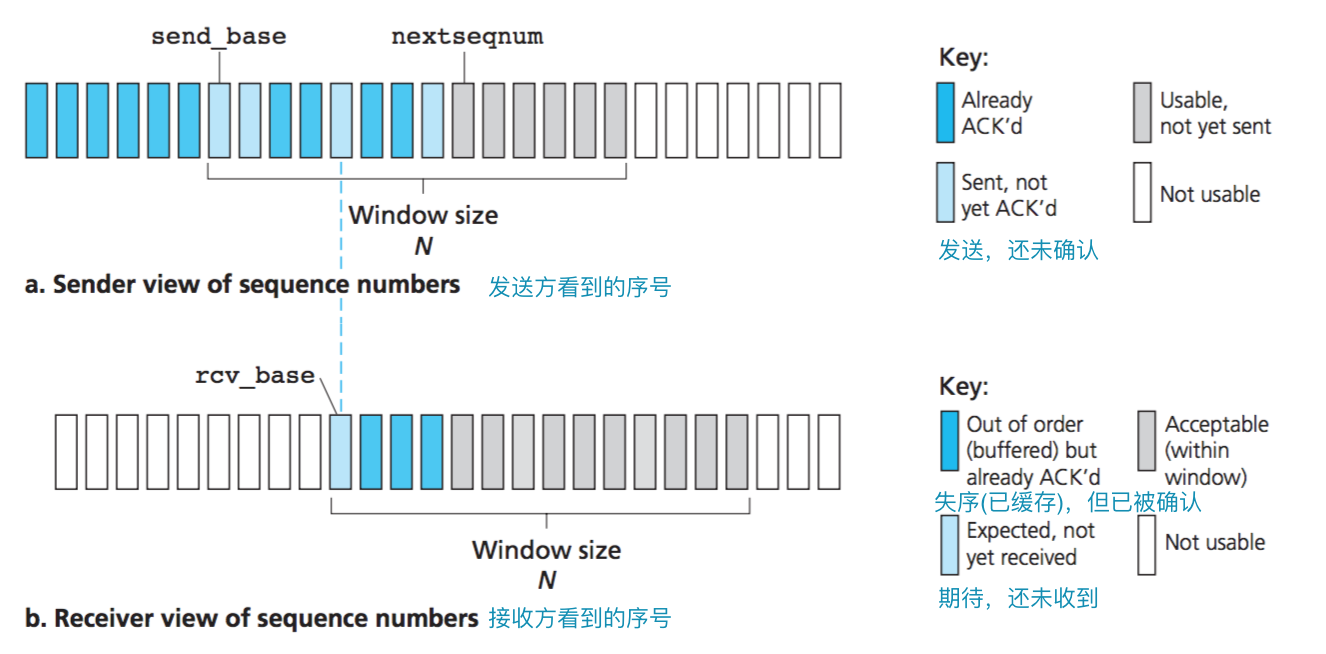 send_base
nextseqnum
Window size
N
a. Sender view of sequence numbers
发送方看到的序号
Key:
Already
ACK’d
Usable,
not yet sent
Sent, not
yet ACK’d
Not usable
发送，还未确认
rcv_base
Window size
N
b. Receiver view of sequence numbers
接收方看到的序号
Key:
Out of order
(buffered) but
already ACK’d
Acceptable
(within
window)
失序(已缓存)，但已被确认
Expected, not
yet received
Not usable
期待，还未收到